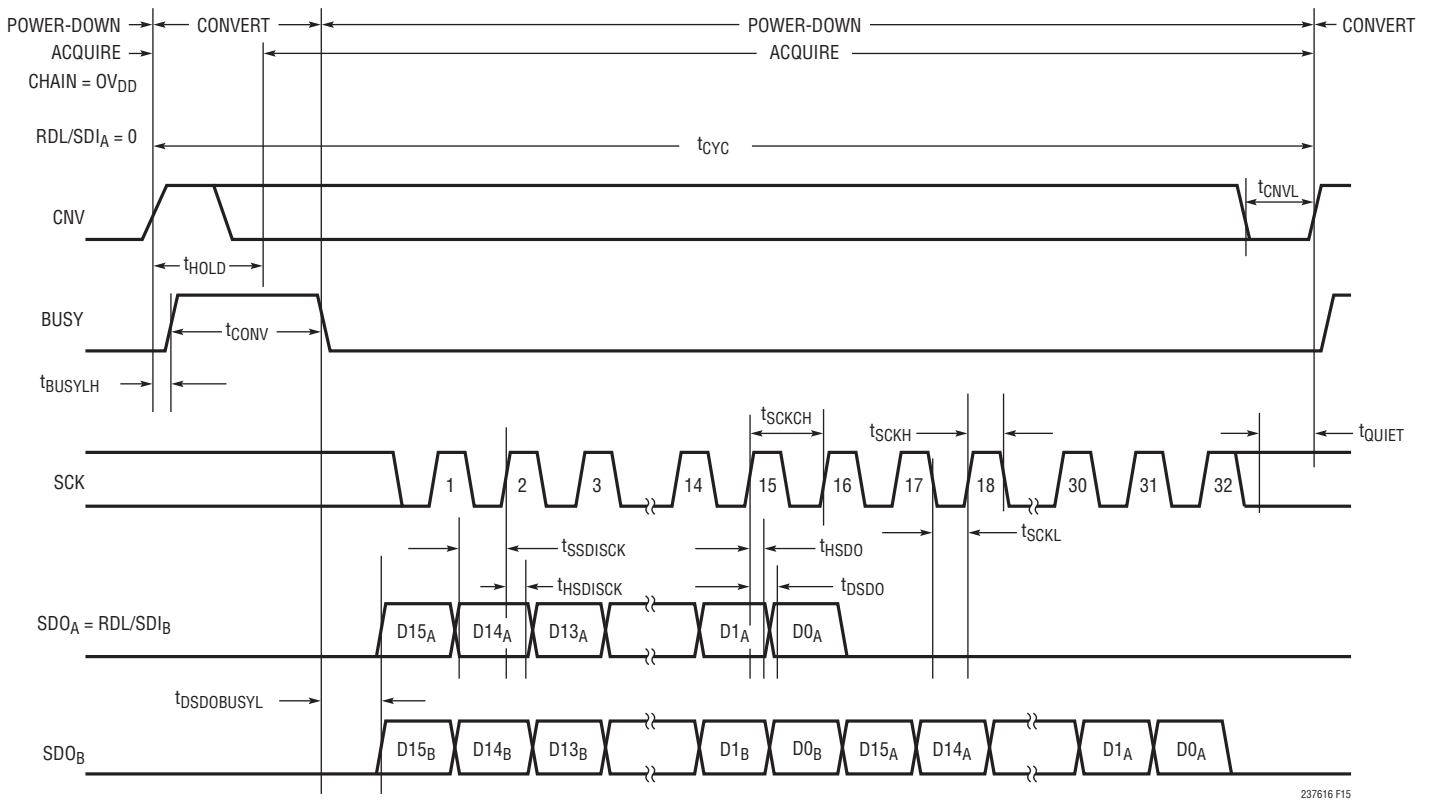 POWER-DOWN CONVERT POWER-DOWN CONVERT
ACQUIRE ACQUIRE
CHAIN = OVDD
RDL/SDIA = 0
tCYC
CNV
tCNVL
tHOLD
BUSY
tCONV
tBUSYLH
tSCKCH
tSCKH
tQUIET
SCK
1 2 3 14 15 16 17 18 30 31 32
tSSDISCK
tHSDO
tSCKL
tHSDISCK
tDSDO
SDOA = RDL/SDIB
D15A D14A D13A D1A D0A
tDSDOBUSYL
SDOB
D15B D14B D13B D1B D0B D15A D14A D1A D0A
237616 F15